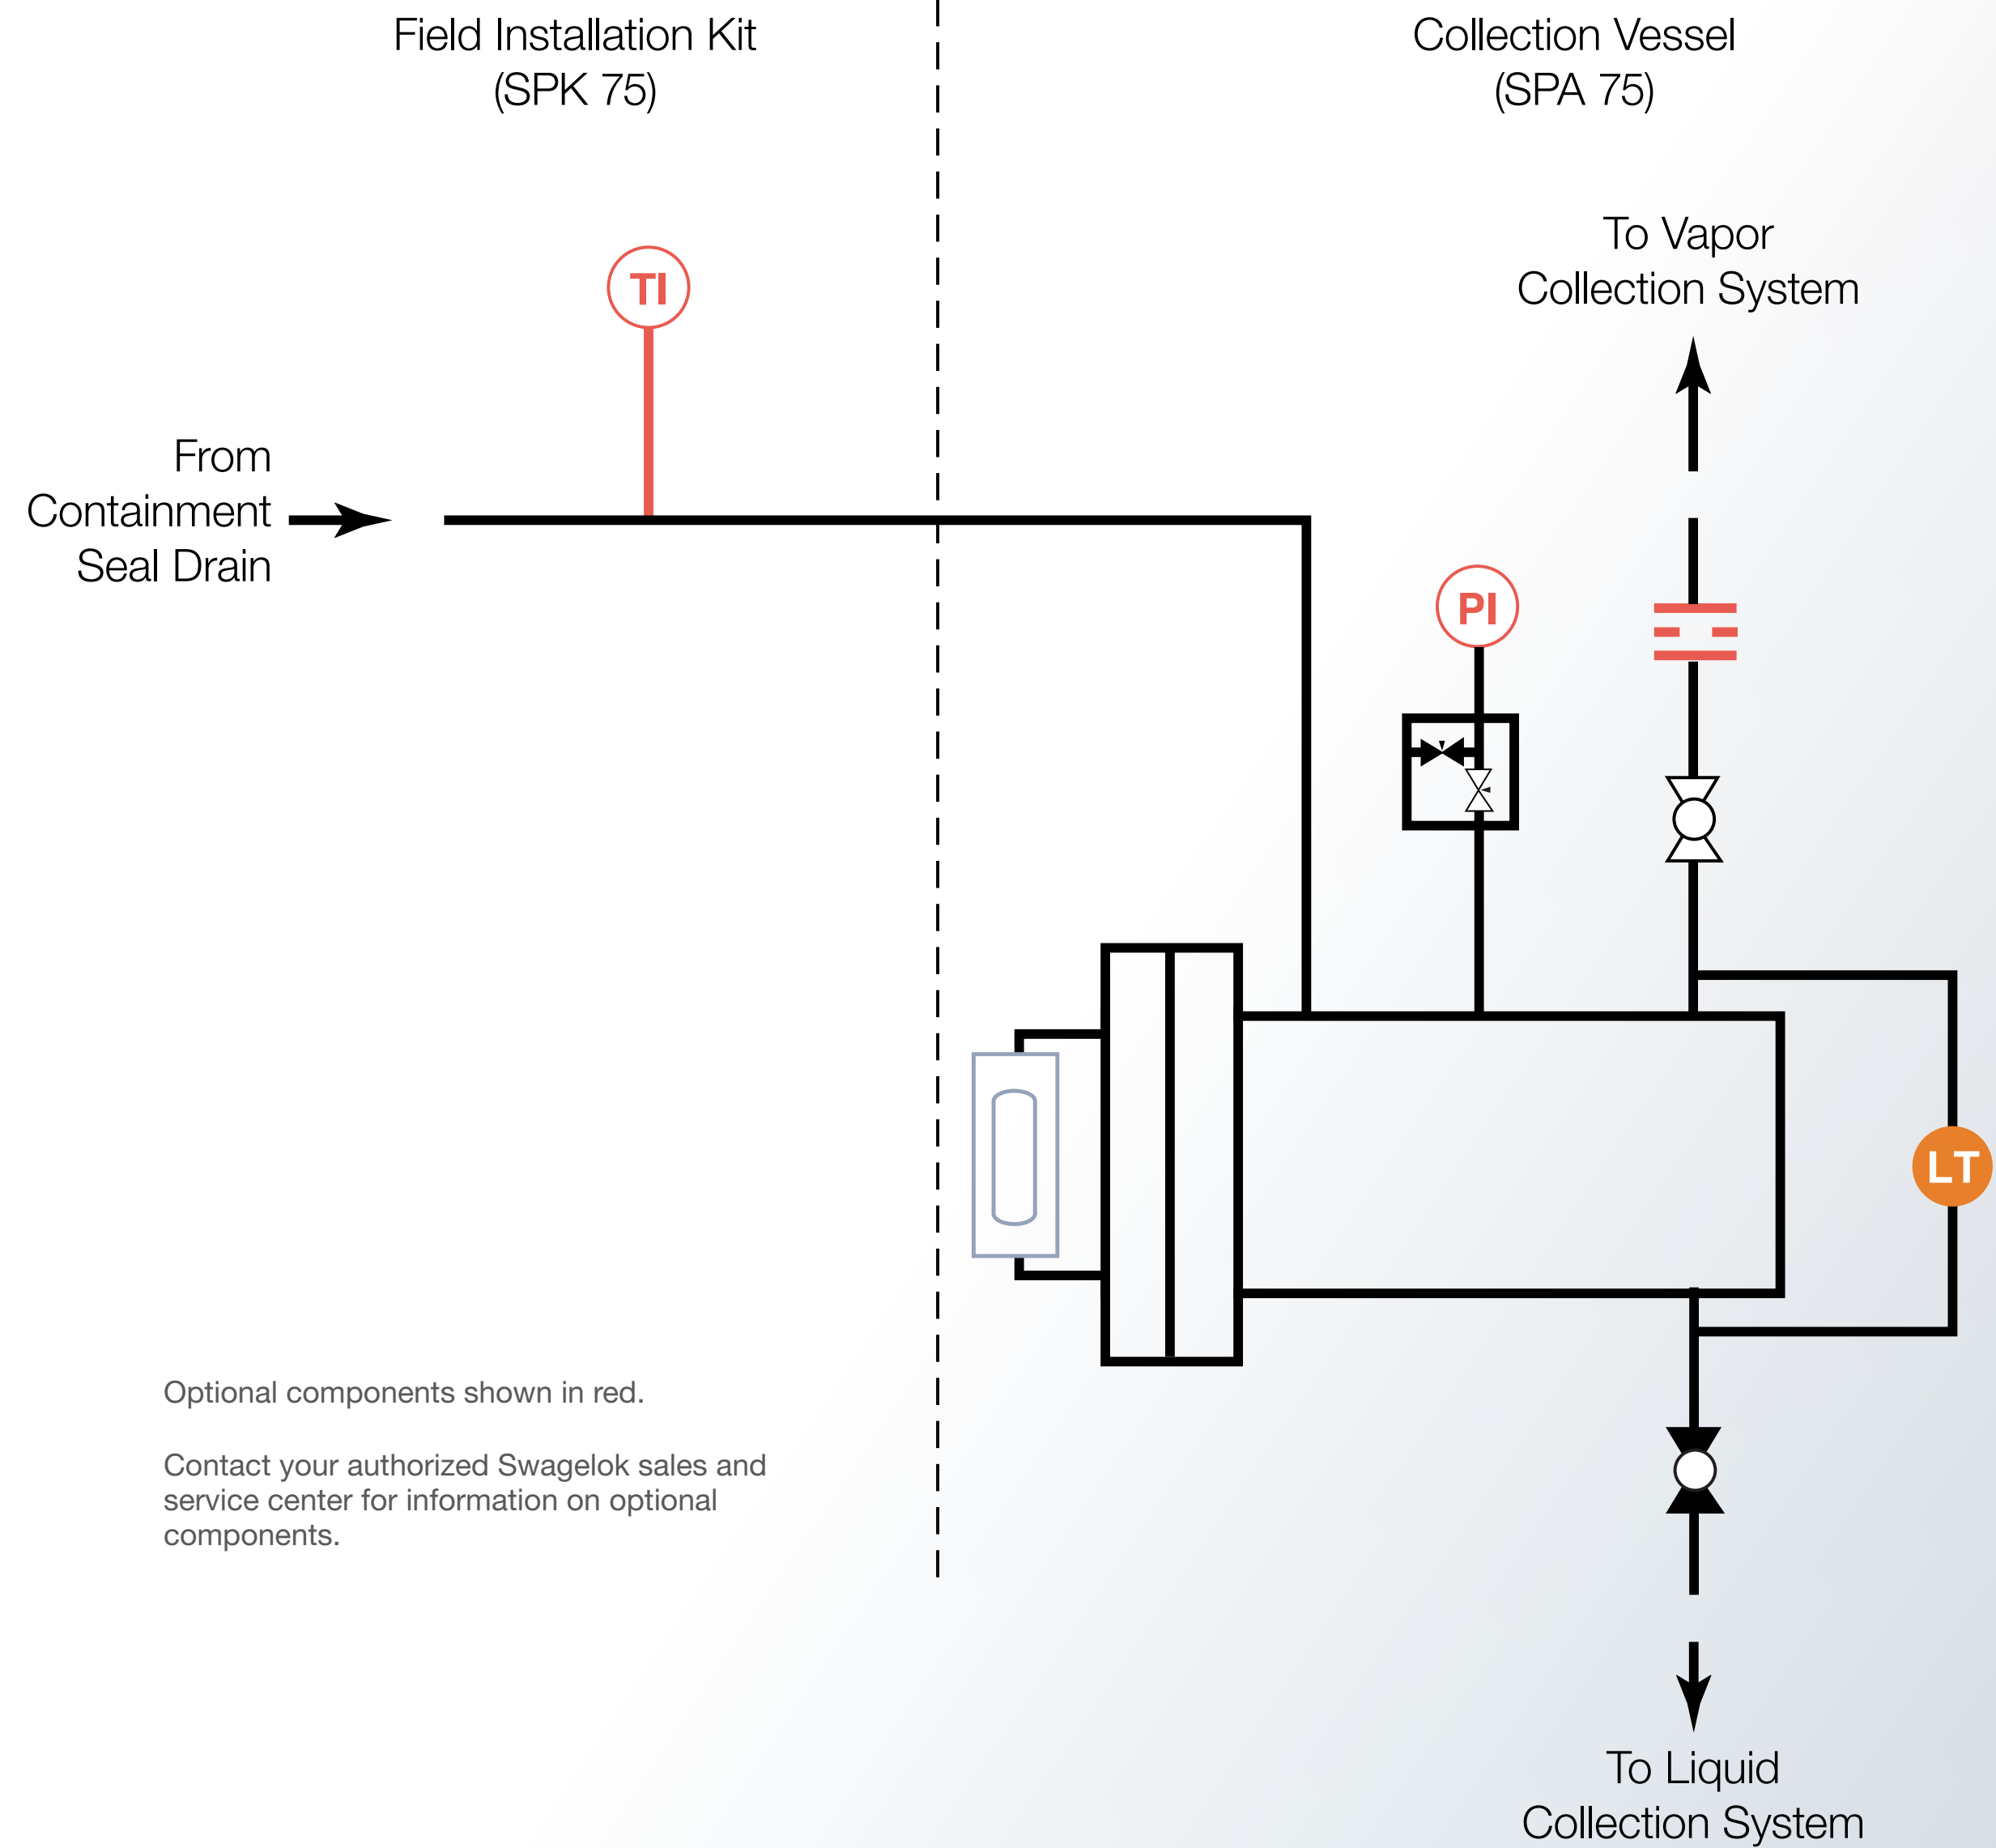 Field Installation Kit
(SPK 75)
Collection Vessel
(SPA 75)
To Vapor
Collection System
TI
From
Containment
Seal Drain
PI
LT
Optional components shown in red.
Contact your authorized Swagelok sales and
service center for information on optional
components.
To Liquid
Collection System